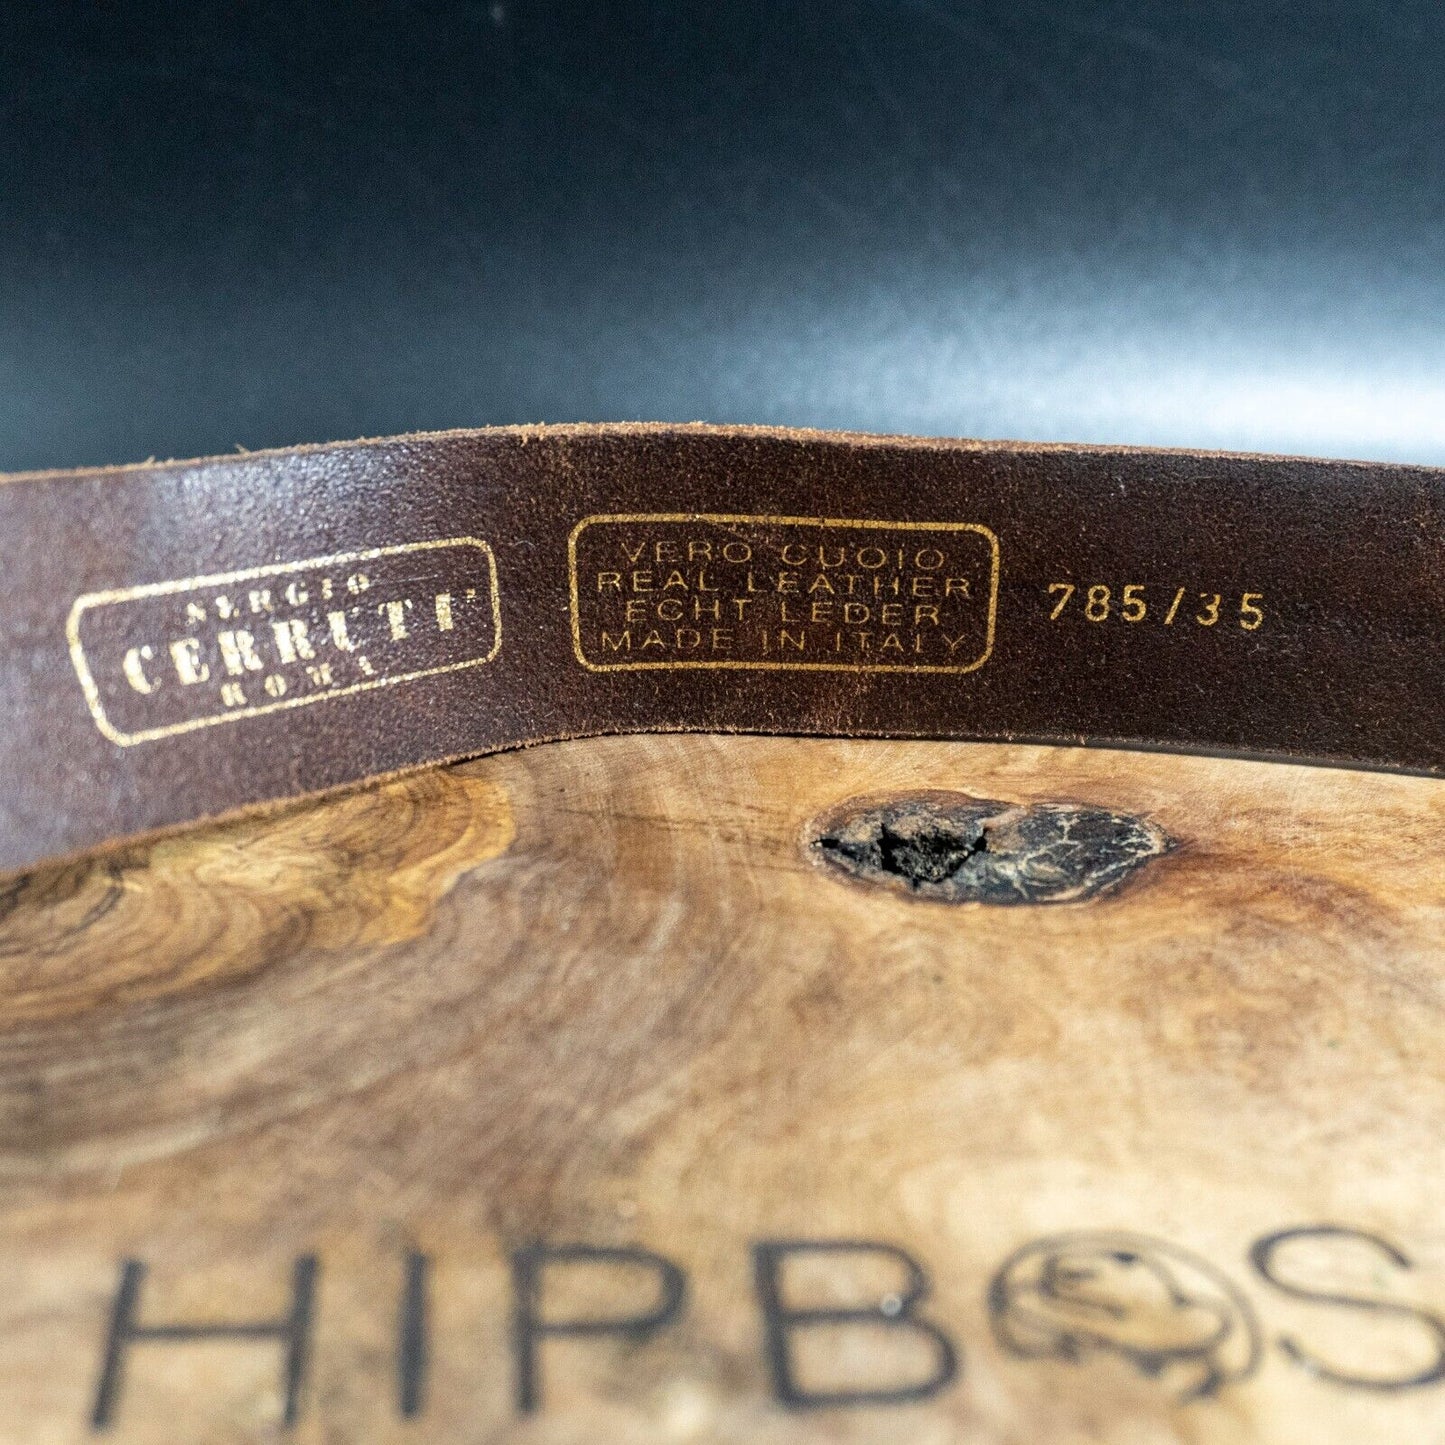 SERGIO
CERRUTI
ROMA
VERO CUOIO
REAL LEATHER
ECHT LEDER
MADE IN ITALY
785/35
HIPBOS